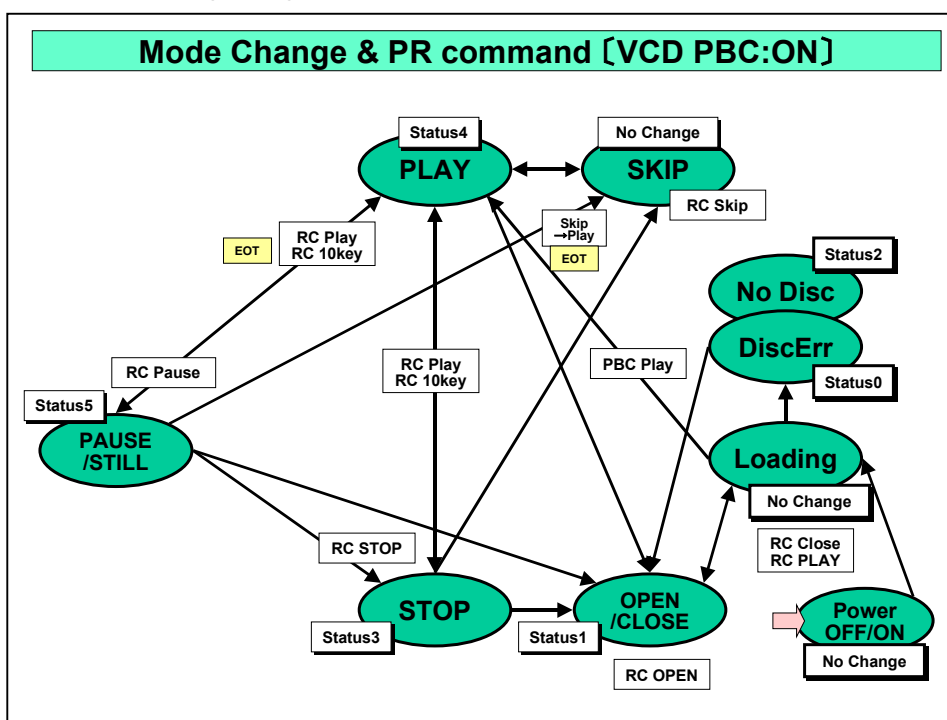 Mode Change & PR command〔VCD PBC:ON〕
Status4
No Change
PLAY
SKIP
RC Skip
EOT
RC Play
RC 10key
Skip
→Play
EOT
Status2
No Disc
DiscErr
Status0
RC Pause
RC Play
RC 10key
PBC Play
Status5
PAUSE
/STILL
Loading
No Change
RC STOP
RC Close
RC PLAY
STOP
Status3
OPEN
/CLOSE
Status1
RC OPEN
Power
OFF/ON
No Change